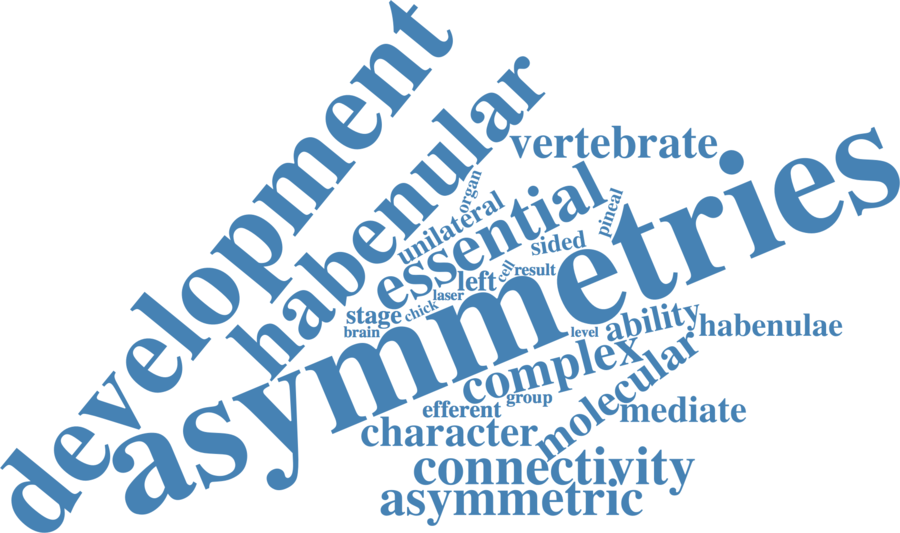 development
habenular
vertebrate
asymmetries
organ
unilateral
essential
pineal
sided
cell
result
left
laser
chick
stage
brain
level
ability
habenulae
complex
molecular
group
efferent
mediate
character
connectivity
asymmetric